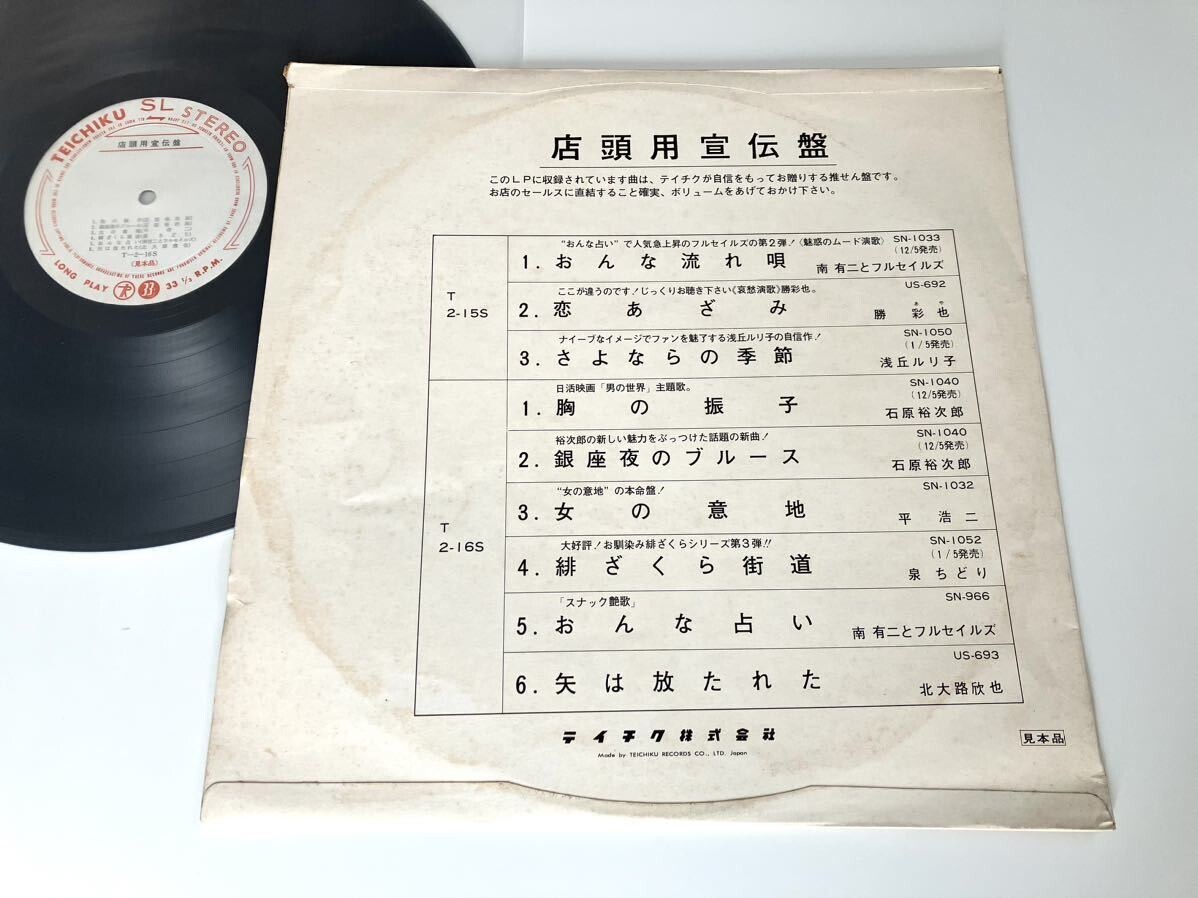 TEICHIKU SL STEREO
店頭用宣伝盤
T-2-16S
(見本品)
LONG PLAY 33 33 1/3 R.P.M.
店頭用宣伝盤
このLPに収録されています曲は、テイチクが自信をもってお贈りする推せん盤です。
お店のセールスに直結すること確実、ボリュームをあげておかけ下さい。
T
2-15S
“おんな占い”で人気急上昇のフルセイルズの第2弾!《魅惑のムード演歌》 SN-1033
(12/5発売)
1. おんな流れ唄 南 有二とフルセイルズ
ここが違うのです!じっくりお聴き下さい《哀愁演歌》勝彩也。 US-692
2. 恋あざみ 勝 彩 也
ナイーブなイメージでファンを魅了する浅丘ルリ子の自信作! SN-1050
(1/5発売)
3. さよならの季節 浅丘ルリ子
T
2-16S
日活映画「男の世界」主題歌。 SN-1040
(12/5発売)
1. 胸の振子 石原裕次郎
裕次郎の新しい魅力をぶっつけた話題の新曲! SN-1040
(12/5発売)
2. 銀座夜のブルース 石原裕次郎
“女の意地”の本命盤! SN-1032
3. 女の意地 平 浩二
大好評!お馴染み緋ざくらシリーズ第3弾!! SN-1052
(1/5発売)
4. 緋ざくら街道 泉ちどり
「スナック艶歌」 SN-966
5. おんな占い 南 有二とフルセイルズ
US-693
6. 矢は放たれた 北大路欣也
テイチク株式会社
Made by TEICHIKU RECORDS CO., LTD. Japan
見本品